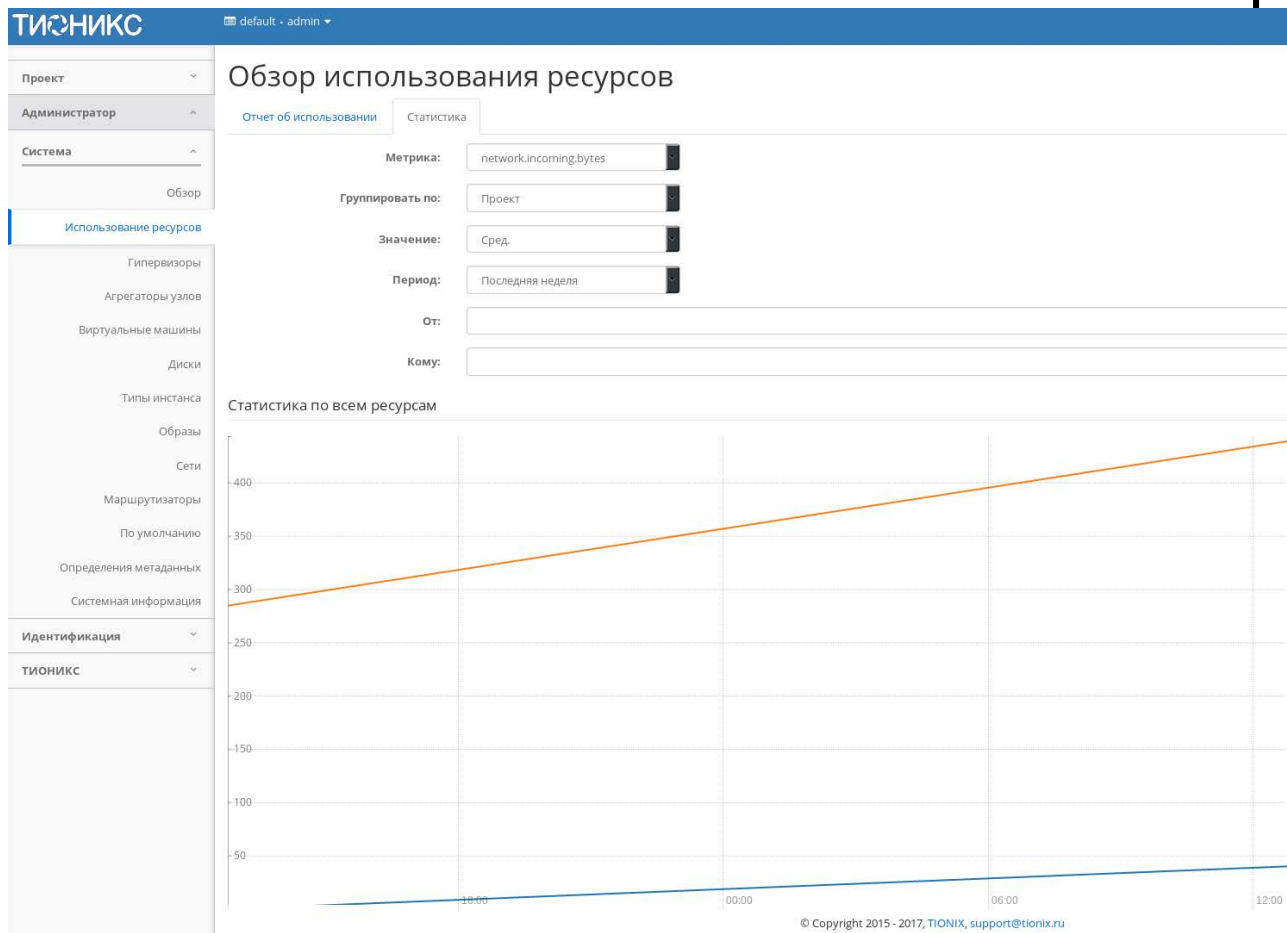 ТИОНИКС
default • admin
Проект
Администратор
Система
Обзор
Использование ресурсов
Гипервизоры
Агрегаторы узлов
Виртуальные машины
Диски
Типы инстанса
Образы
Сети
Маршрутизаторы
По умолчанию
Определения метаданных
Системная информация
Идентификация
ТИОНИКС
Обзор использования ресурсов
Отчет об использовании
Статистика
Метрика: network.incoming.bytes
Группировать по: Проект
Значение: Сред.
Период: Последняя неделя
От:
Кому:
Статистика по всем ресурсам
400
350
300
250
200
150
100
50
18:00 00:00 06:00 12:00
© Copyright 2015 - 2017, TIONIX, support@tionix.ru